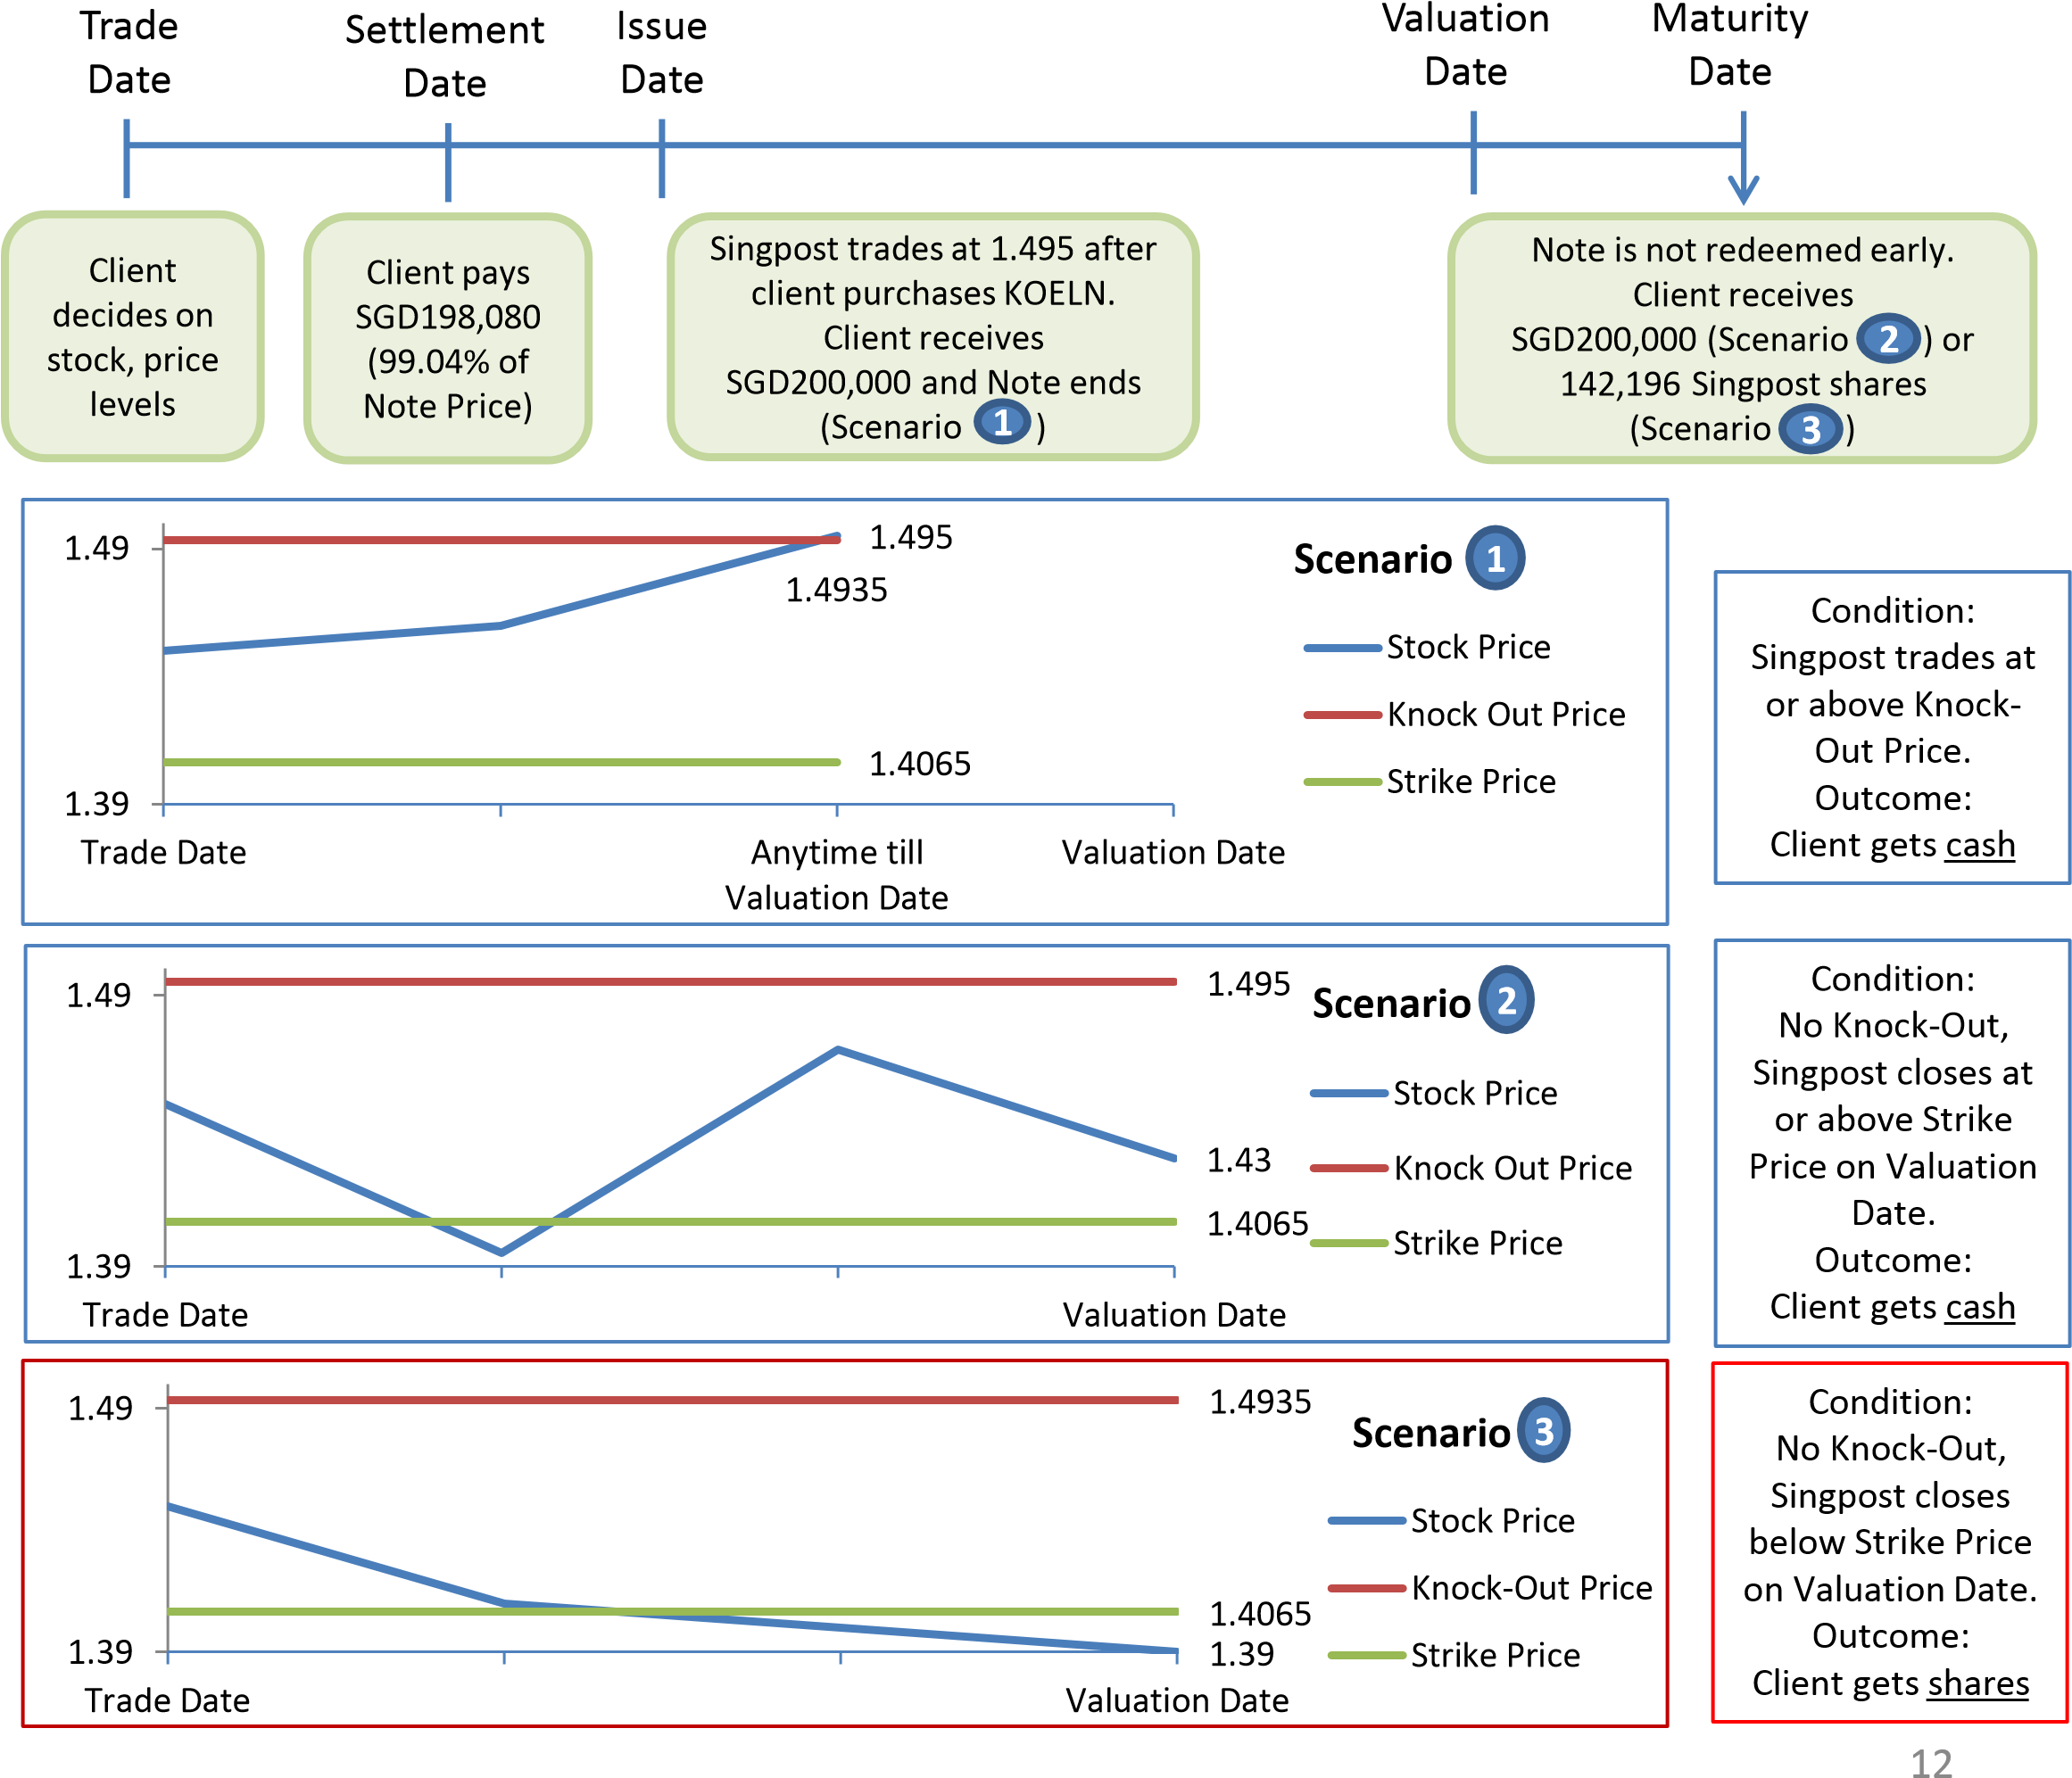 Trade
Date
Settlement
Date
Issue
Date
Valuation
Date
Maturity
Date
Client
decides on
stock, price
levels
Client pays
SGD198,080
(99.04% of
Note Price)
Singpost trades at 1.495 after
client purchases KOELN.
Client receives
SGD200,000 and Note ends
(Scenario 1 )
Note is not redeemed early.
Client receives
SGD200,000 (Scenario 2 ) or
142,196 Singpost shares
(Scenario 3 )
1.49
1.39
1.495
1.4935
1.4065
Trade Date
Anytime till
Valuation Date
Valuation Date
Scenario 1
Stock Price
Knock Out Price
Strike Price
Condition:
Singpost trades at
or above Knock-
Out Price.
Outcome:
Client gets cash
1.49
1.39
1.495
1.43
1.4065
Trade Date
Valuation Date
Scenario 2
Stock Price
Knock Out Price
Strike Price
Condition:
No Knock-Out,
Singpost closes at
or above Strike
Price on Valuation
Date.
Outcome:
Client gets cash
1.49
1.39
1.4935
1.4065
1.39
Trade Date
Valuation Date
Scenario 3
Stock Price
Knock-Out Price
Strike Price
Condition:
No Knock-Out,
Singpost closes
below Strike Price
on Valuation Date.
Outcome:
Client gets shares
12